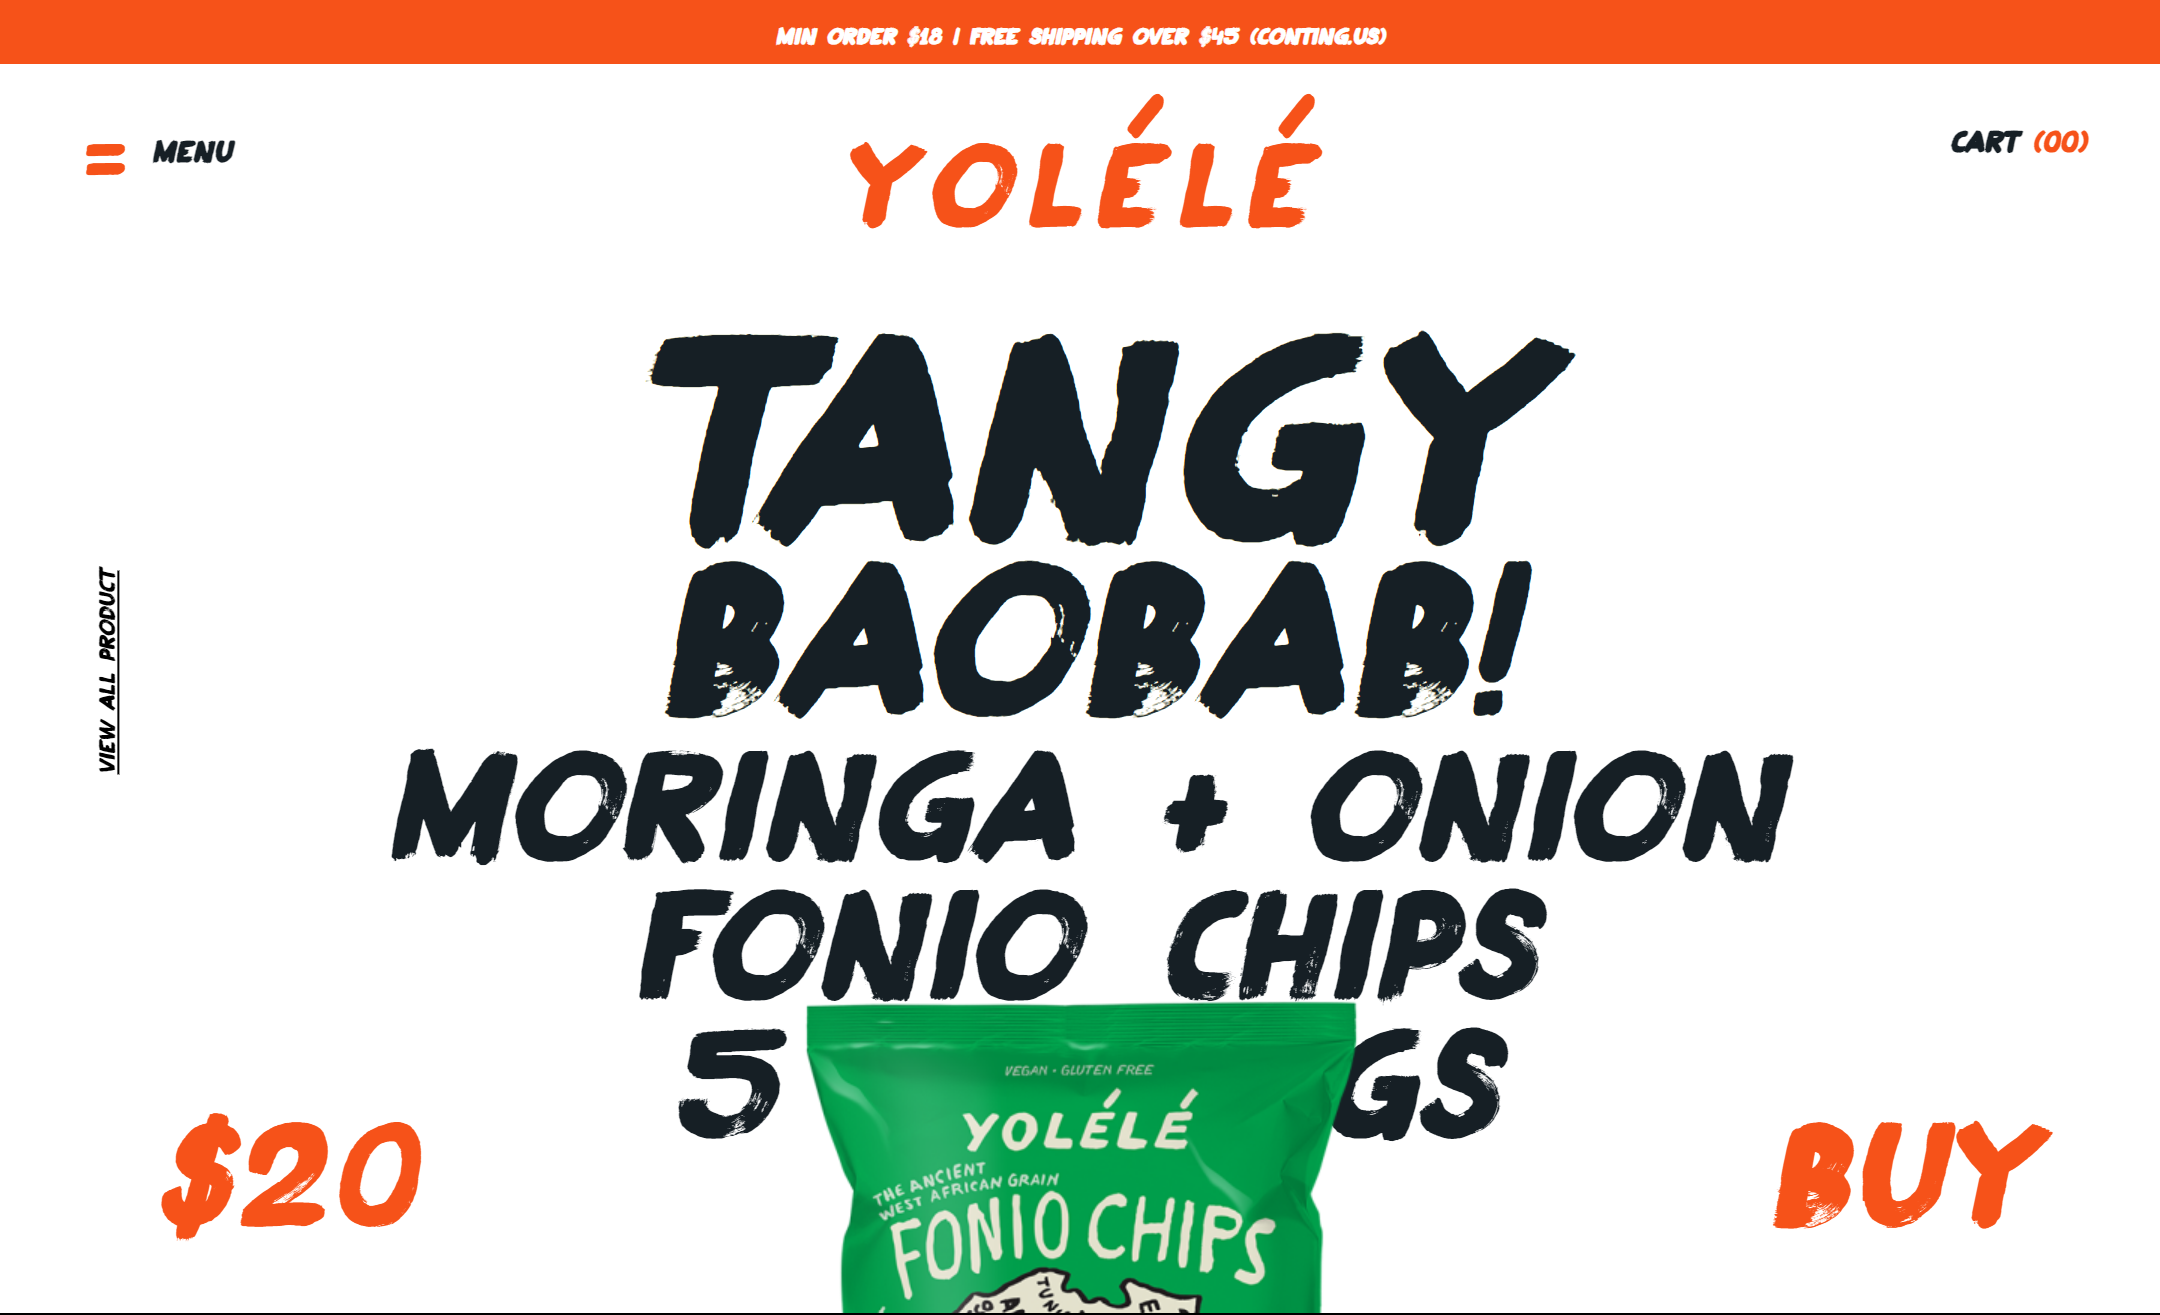 MIN ORDER $18 | FREE SHIPPING OVER $45 (CONTING.US)
MENU
YOLÉLÉ
CART (00)
TANGY
BAOBAB!
MORINGA + ONION
FONIO CHIPS
5
GS
VIEW ALL PRODUCT
$20
BUY
VEGAN • GLUTEN FREE
YOLÉLÉ
THE ANCIENT
WEST AFRICAN GRAIN
FONIO CHIPS